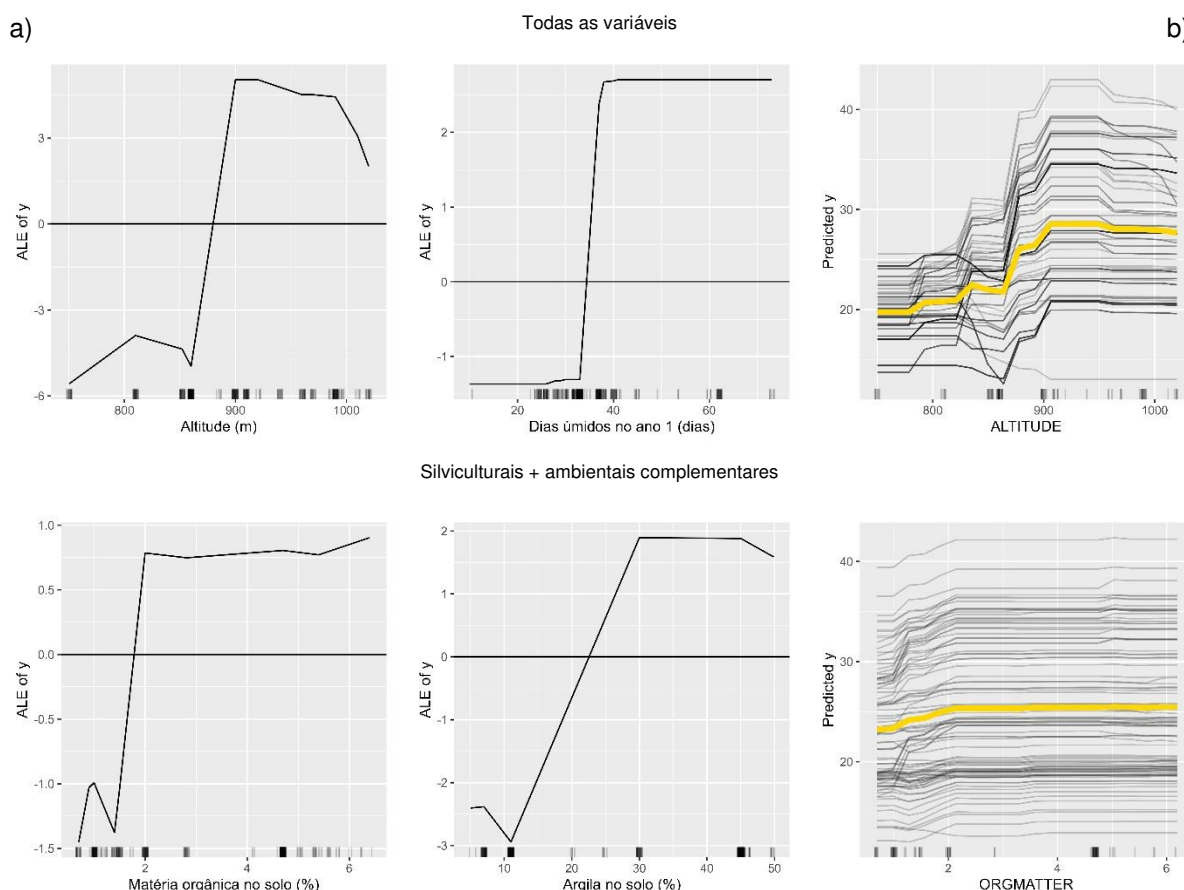 a)
Todas as variáveis
b)
3
0
-3
-6
ALE of y
800
900
1000
Altitude (m)
2
1
0
-1
ALE of y
20
40
60
Dias úmidos no ano 1 (dias)
40
30
20
Predicted y
800
900
1000
ALTITUDE
Silviculturais + ambientais complementares
1.0
0.5
0.0
-0.5
-1.0
-1.5
ALE of y
2
4
6
Matéria orgânica no solo (%)
2
1
0
-1
-2
-3
ALE of y
10
20
30
40
50
Argila no solo (%)
40
30
20
Predicted y
2
4
6
ORGMATTER